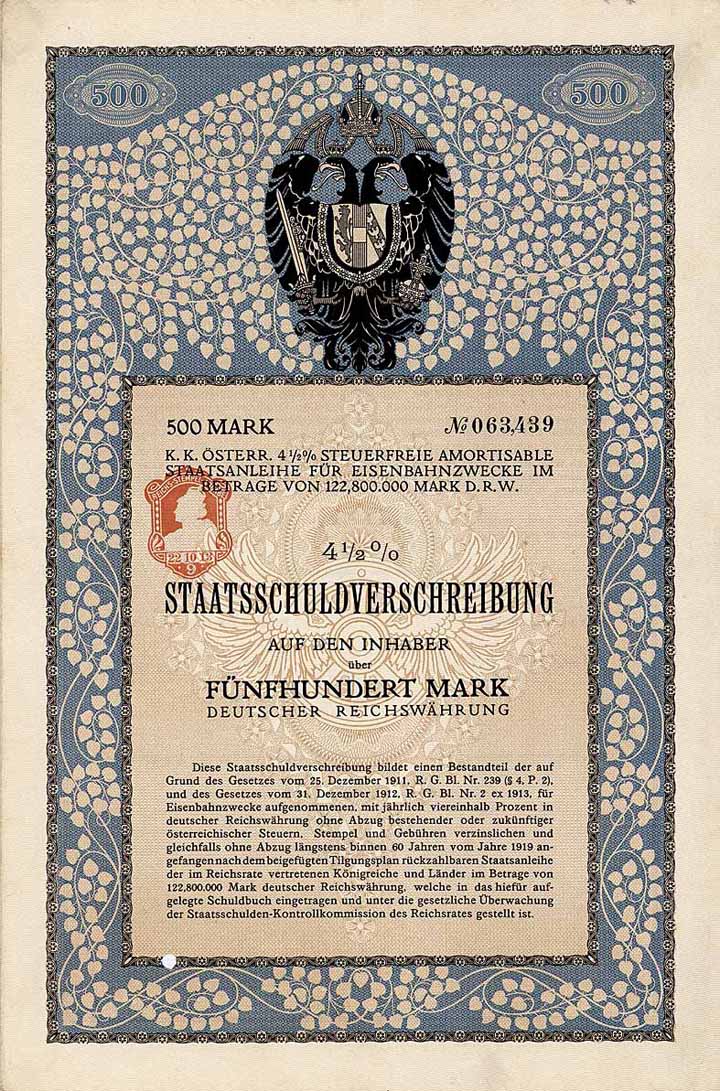 500 500
500 MARK № 063,439
K. K. ÖSTERR. 4½% STEUERFREIE AMORTISABLE
STAATSANLEIHE FÜR EISENBAHNZWECKE IM
BETRAGE VON 122,800.000 MARK D. R. W.
REICHS-STEMPEL
22 10 13
9
4½%
STAATSSCHULDVERSCHREIBUNG
AUF DEN INHABER
über
FÜNFHUNDERT MARK
DEUTSCHER REICHSWÄHRUNG
Diese Staatsschuldverschreibung bildet einen Bestandteil der auf
Grund des Gesetzes vom 25. Dezember 1911, R. G. Bl. Nr. 239 (§ 4, P. 2),
und des Gesetzes vom 31. Dezember 1912, R. G. Bl. Nr. 2 ex 1913, für
Eisenbahnzwecke aufgenommenen, mit jährlich viereinhalb Prozent in
deutscher Reichswährung ohne Abzug bestehender oder zukünftiger
österreichischer Steuern, Stempel und Gebühren verzinslichen und
gleichfalls ohne Abzug längstens binnen 60 Jahren vom Jahre 1919 an-
gefangen nach dem beigefügten Tilgungsplan rückzahlbaren Staatsanleihe
der im Reichsrate vertretenen Königreiche und Länder im Betrage von
122,800.000 Mark deutscher Reichswährung, welche in das hiefür auf-
gelegte Schuldbuch eingetragen und unter die gesetzliche Überwachung
der Staatsschulden-Kontrollkommission des Reichsrates gestellt ist.